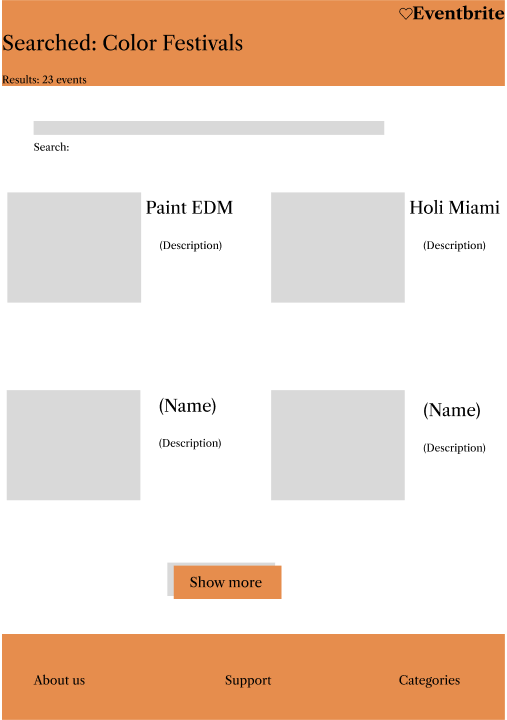 ♡Eventbrite
Searched: Color Festivals
Results: 23 events
Search:
Paint EDM
(Description)
Holi Miami
(Description)
(Name)
(Description)
(Name)
(Description)
Show more
About us
Support
Categories